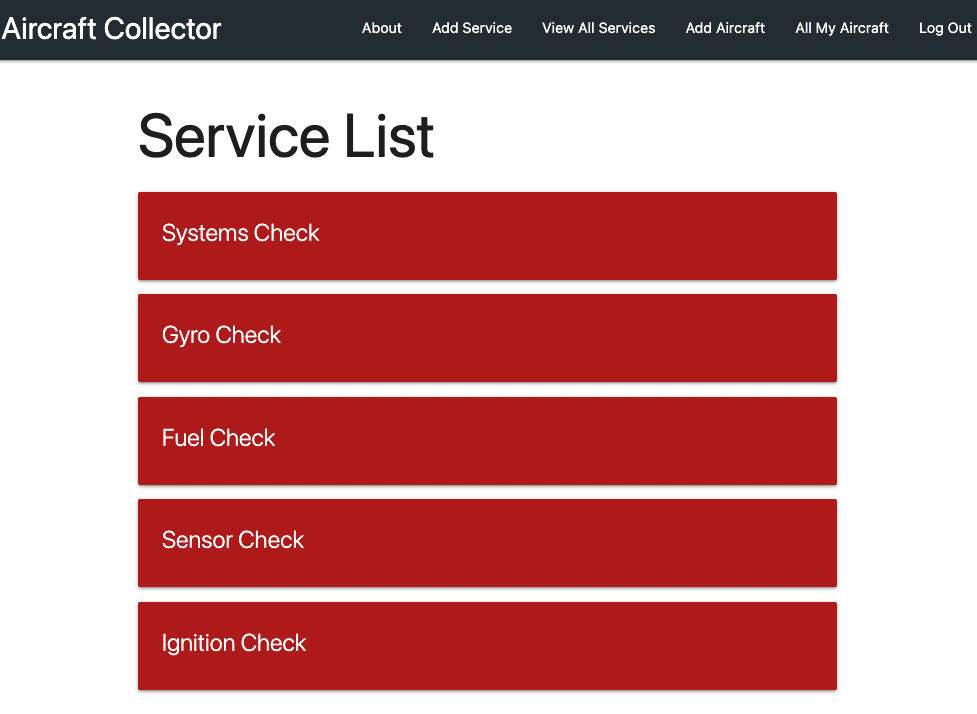 Aircraft Collector About Add Service View All Services Add Aircraft All My Aircraft Log Out
Service List
Systems Check
Gyro Check
Fuel Check
Sensor Check
Ignition Check